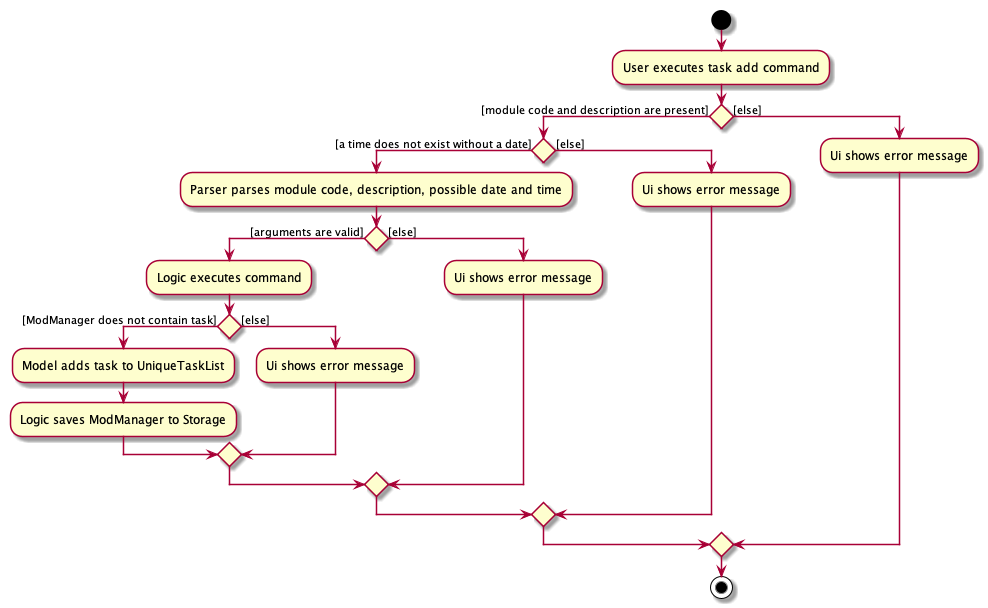 User executes task add command
[module code and description are present]
[else]
Ui shows error message
[a time does not exist without a date]
[else]
Parser parses module code, description, possible date and time
Ui shows error message
[arguments are valid]
[else]
Logic executes command
Ui shows error message
[ModManager does not contain task]
[else]
Model adds task to UniqueTaskList
Ui shows error message
Logic saves ModManager to Storage